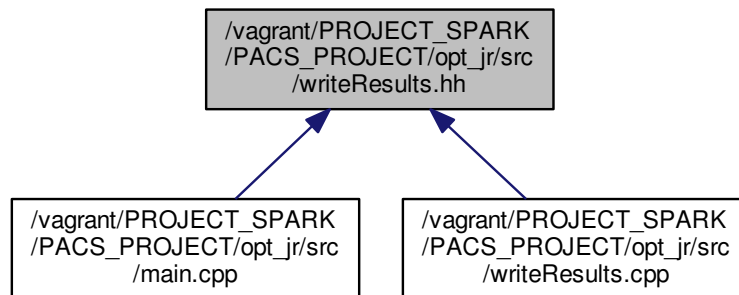 /vagrant/PROJECT_SPARK
/PACS_PROJECT/opt_jr/src
/writeResults.hh
/vagrant/PROJECT_SPARK
/PACS_PROJECT/opt_jr/src
/main.cpp
/vagrant/PROJECT_SPARK
/PACS_PROJECT/opt_jr/src
/writeResults.cpp